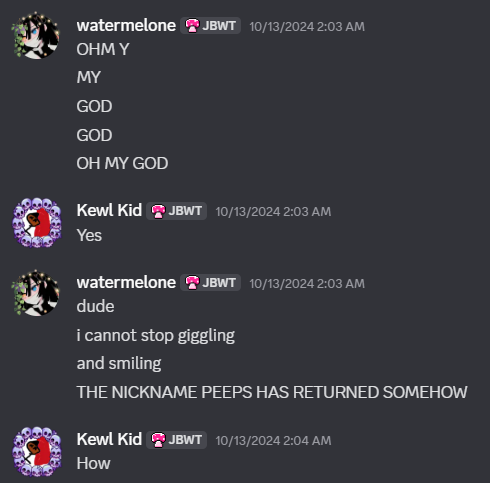 watermelone JBWT 10/13/2024 2:03 AM
OHM Y
MY
GOD
GOD
OH MY GOD
Kewl Kid JBWT 10/13/2024 2:03 AM
Yes
watermelone JBWT 10/13/2024 2:03 AM
dude
i cannot stop giggling
and smiling
THE NICKNAME PEEPS HAS RETURNED SOMEHOW
Kewl Kid JBWT 10/13/2024 2:04 AM
How